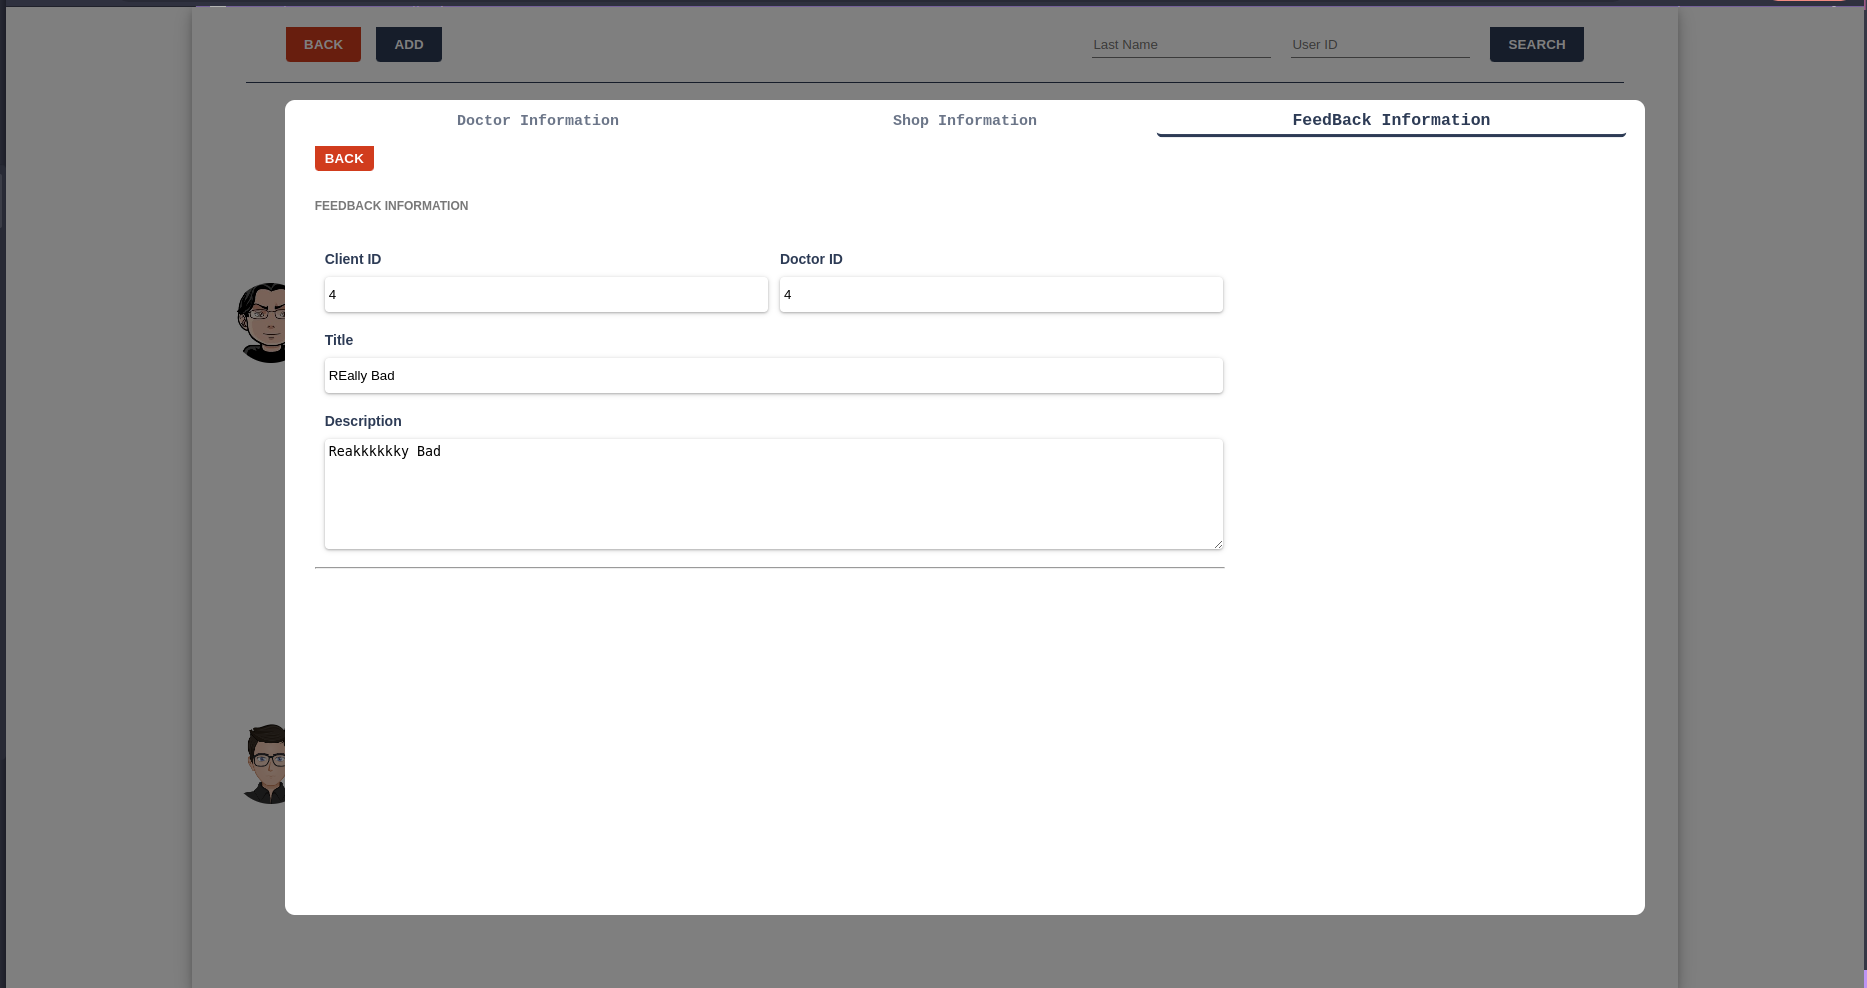 BACK ADD Last Name User ID SEARCH
Doctor Information Shop Information FeedBack Information
BACK
FEEDBACK INFORMATION
Client ID Doctor ID
4 4
Title
REally Bad
Description
Reakkkkkky Bad